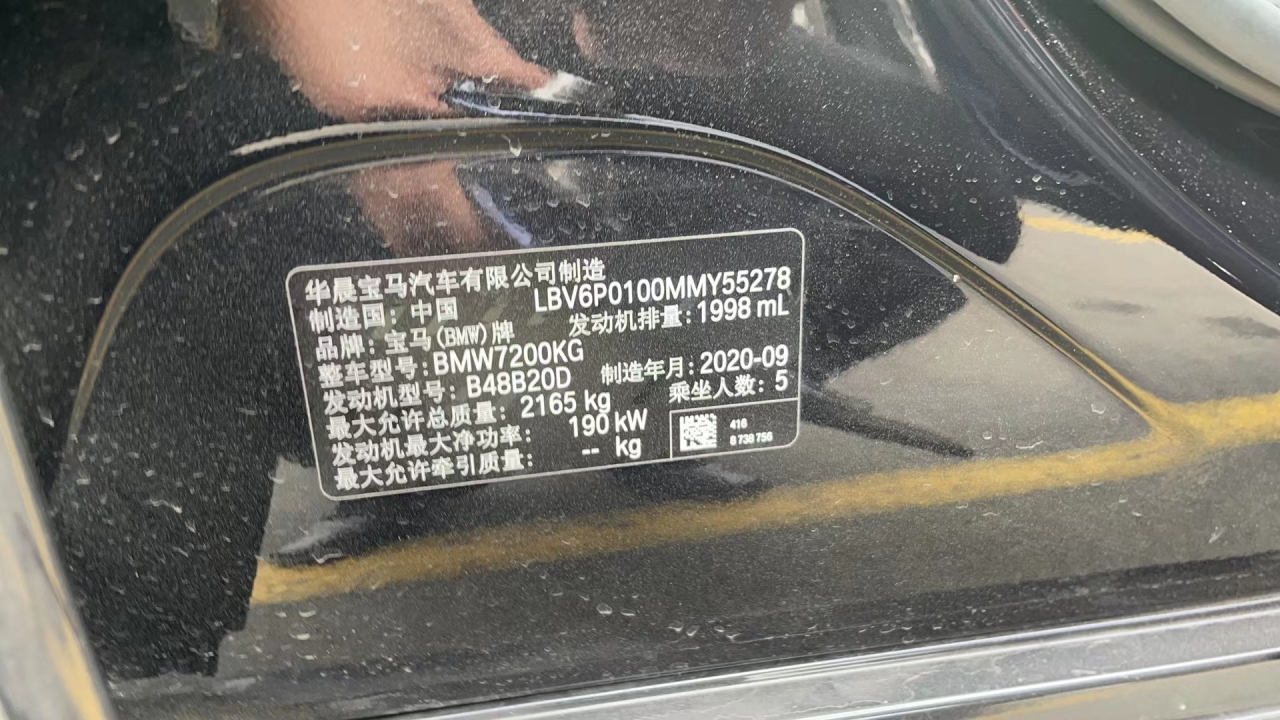 华晨宝马汽车有限公司制造
制造国：中国 LBV6P0100MMY55278
品牌：宝马(BMW)牌 发动机排量：1998 mL
整车型号：BMW7200KG 制造年月：2020-09
发动机型号：B48B20D 乘坐人数：5
最大允许总质量：2165 kg
发动机最大净功率：190 kW
最大允许牵引质量：-- kg
416
8 738 756